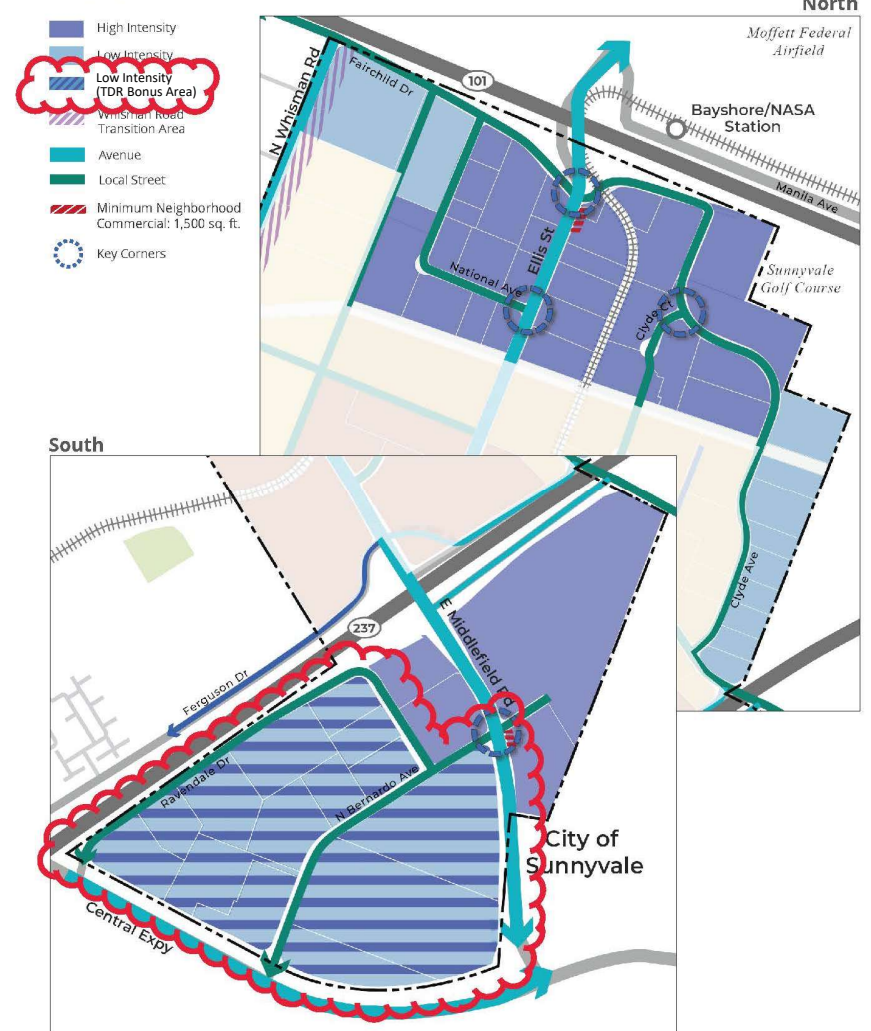 North
High Intensity
Low Intensity
Low Intensity
(TDR Bonus Area)
Whisman Road
Transition Area
Avenue
Local Street
Minimum Neighborhood
Commercial: 1,500 sq. ft.
Key Corners
Moffett Federal
Airfield
N Whisman Rd
Fairchild Dr
101
Bayshore/NASA
Station
Manila Ave
Ellis St
National Ave
Clyde Ct
Sunnyvale
Golf Course
Clyde Ave
South
E Middlefield Rd
237
Ferguson Dr
Ravendale Dr
N Bernardo Ave
City of
Sunnyvale
Central Expy